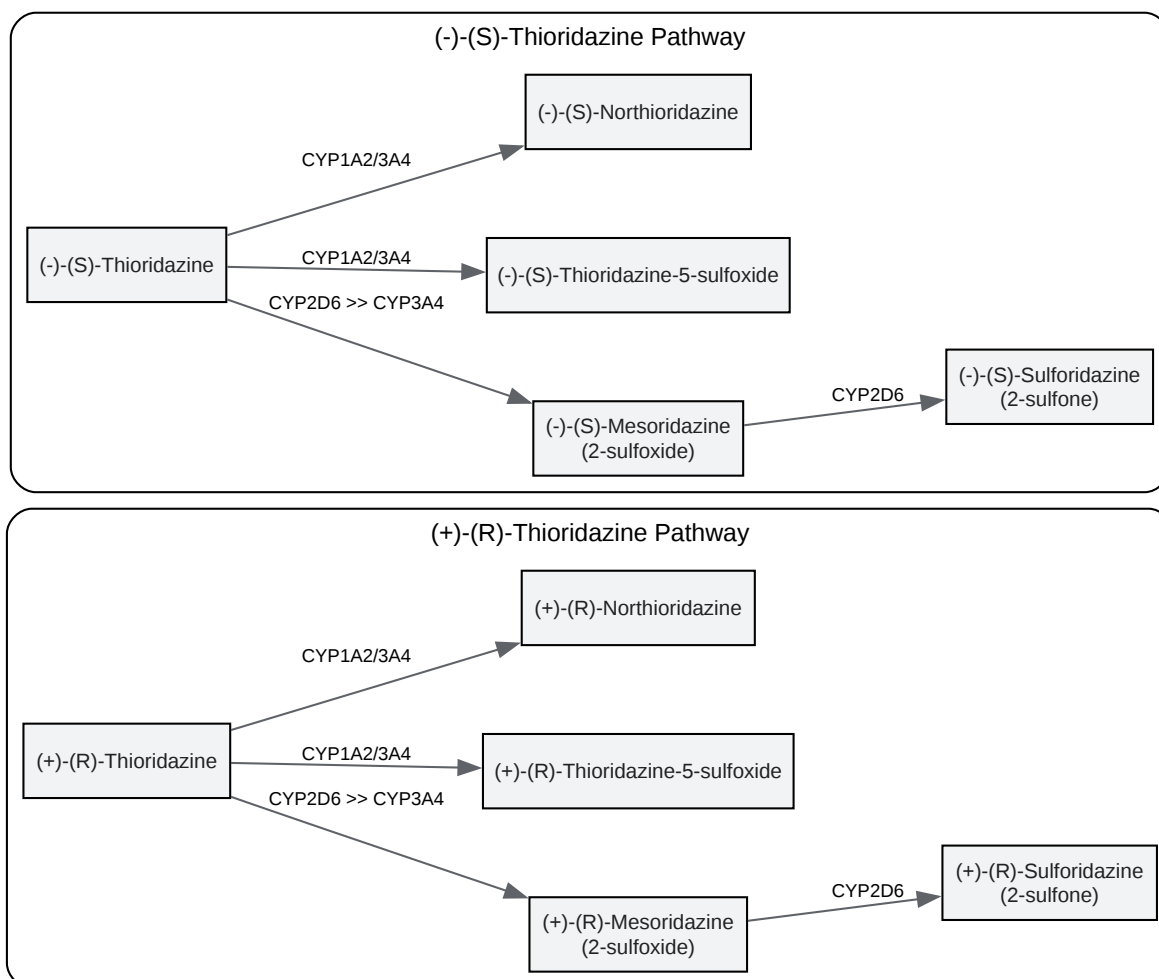 (-)-(S)-Thioridazine Pathway
(-)-(S)-Northioridazine
CYP1A2/3A4
(-)-(S)-Thioridazine
CYP1A2/3A4
(-)-(S)-Thioridazine-5-sulfoxide
CYP2D6 >> CYP3A4
(-)-(S)-Mesoridazine
(2-sulfoxide)
CYP2D6
(-)-(S)-Sulforidazine
(2-sulfone)
(+)-(R)-Thioridazine Pathway
(+)-(R)-Northioridazine
CYP1A2/3A4
(+)-(R)-Thioridazine
CYP1A2/3A4
(+)-(R)-Thioridazine-5-sulfoxide
CYP2D6 >> CYP3A4
(+)-(R)-Mesoridazine
(2-sulfoxide)
CYP2D6
(+)-(R)-Sulforidazine
(2-sulfone)